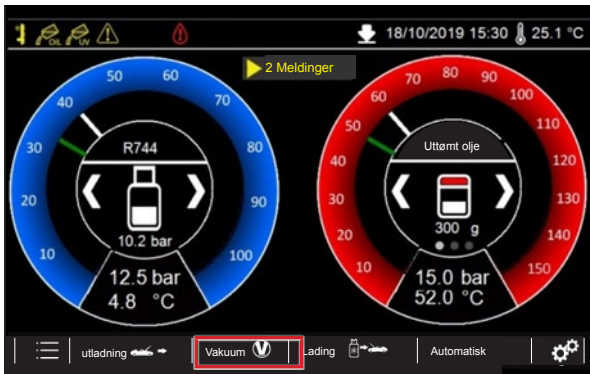 OIL UV 18/10/2019 15:30 25.1 °C
2 Meldinger
10 20 30 40 50 60 70 80 90 100
R744
10.2 bar
12.5 bar
4.8 °C
10 20 30 40 50 60 70 80 90 100 110 120 130 140 150
Uttømt olje
300 g
15.0 bar
52.0 °C
utladning Vakuum V Lading Automatisk